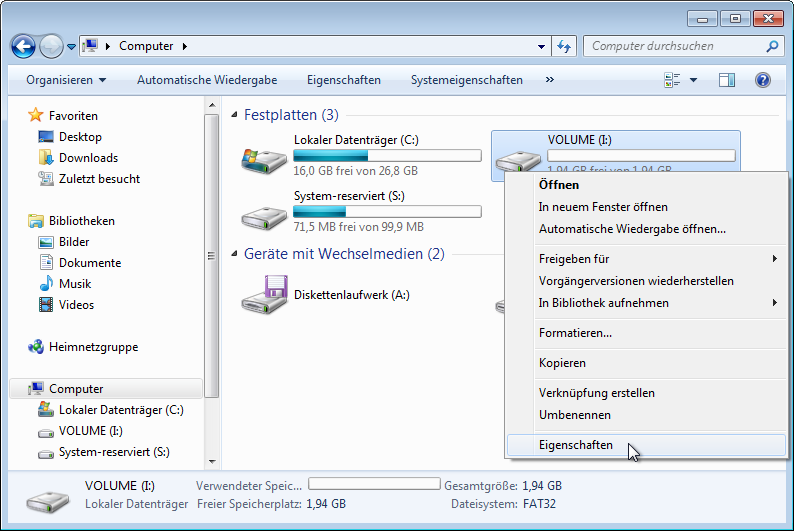 Computer
Computer durchsuchen
Organisieren
Automatische Wiedergabe
Eigenschaften
Systemeigenschaften
»
Favoriten
Desktop
Downloads
Zuletzt besucht
Bibliotheken
Bilder
Dokumente
Musik
Videos
Heimnetzgruppe
Computer
Lokaler Datenträger (C:)
VOLUME (I:)
System-reserviert (S:)
Festplatten (3)
Lokaler Datenträger (C:)
16,0 GB frei von 26,8 GB
VOLUME (I:)
1,94 GB frei von 1,94 GB
System-reserviert (S:)
71,5 MB frei von 99,9 MB
Geräte mit Wechselmedien (2)
Diskettenlaufwerk (A:)
Öffnen
In neuem Fenster öffnen
Automatische Wiedergabe öffnen...
Freigeben für
Vorgängerversionen wiederherstellen
In Bibliothek aufnehmen
Formatieren...
Kopieren
Verknüpfung erstellen
Umbenennen
Eigenschaften
VOLUME (I:)
Verwendeter Speic...
Gesamtgröße: 1,94 GB
Lokaler Datenträger
Freier Speicherplatz: 1,94 GB
Dateisystem: FAT32